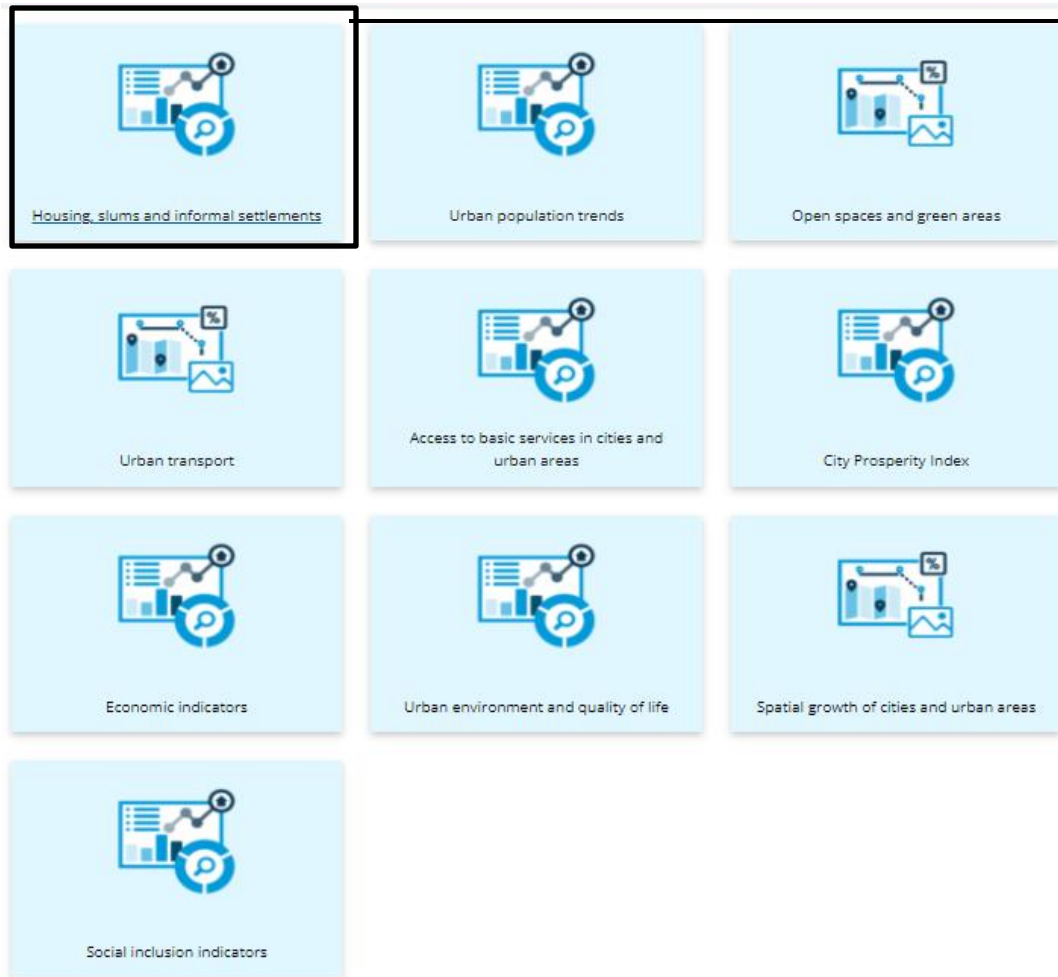 Housing, slums and informal settlements
Urban population trends
%
Open spaces and green areas
%
Urban transport
Access to basic services in cities and
urban areas
City Prosperity Index
Economic indicators
Urban environment and quality of life
%
Spatial growth of cities and urban areas
Social inclusion indicators